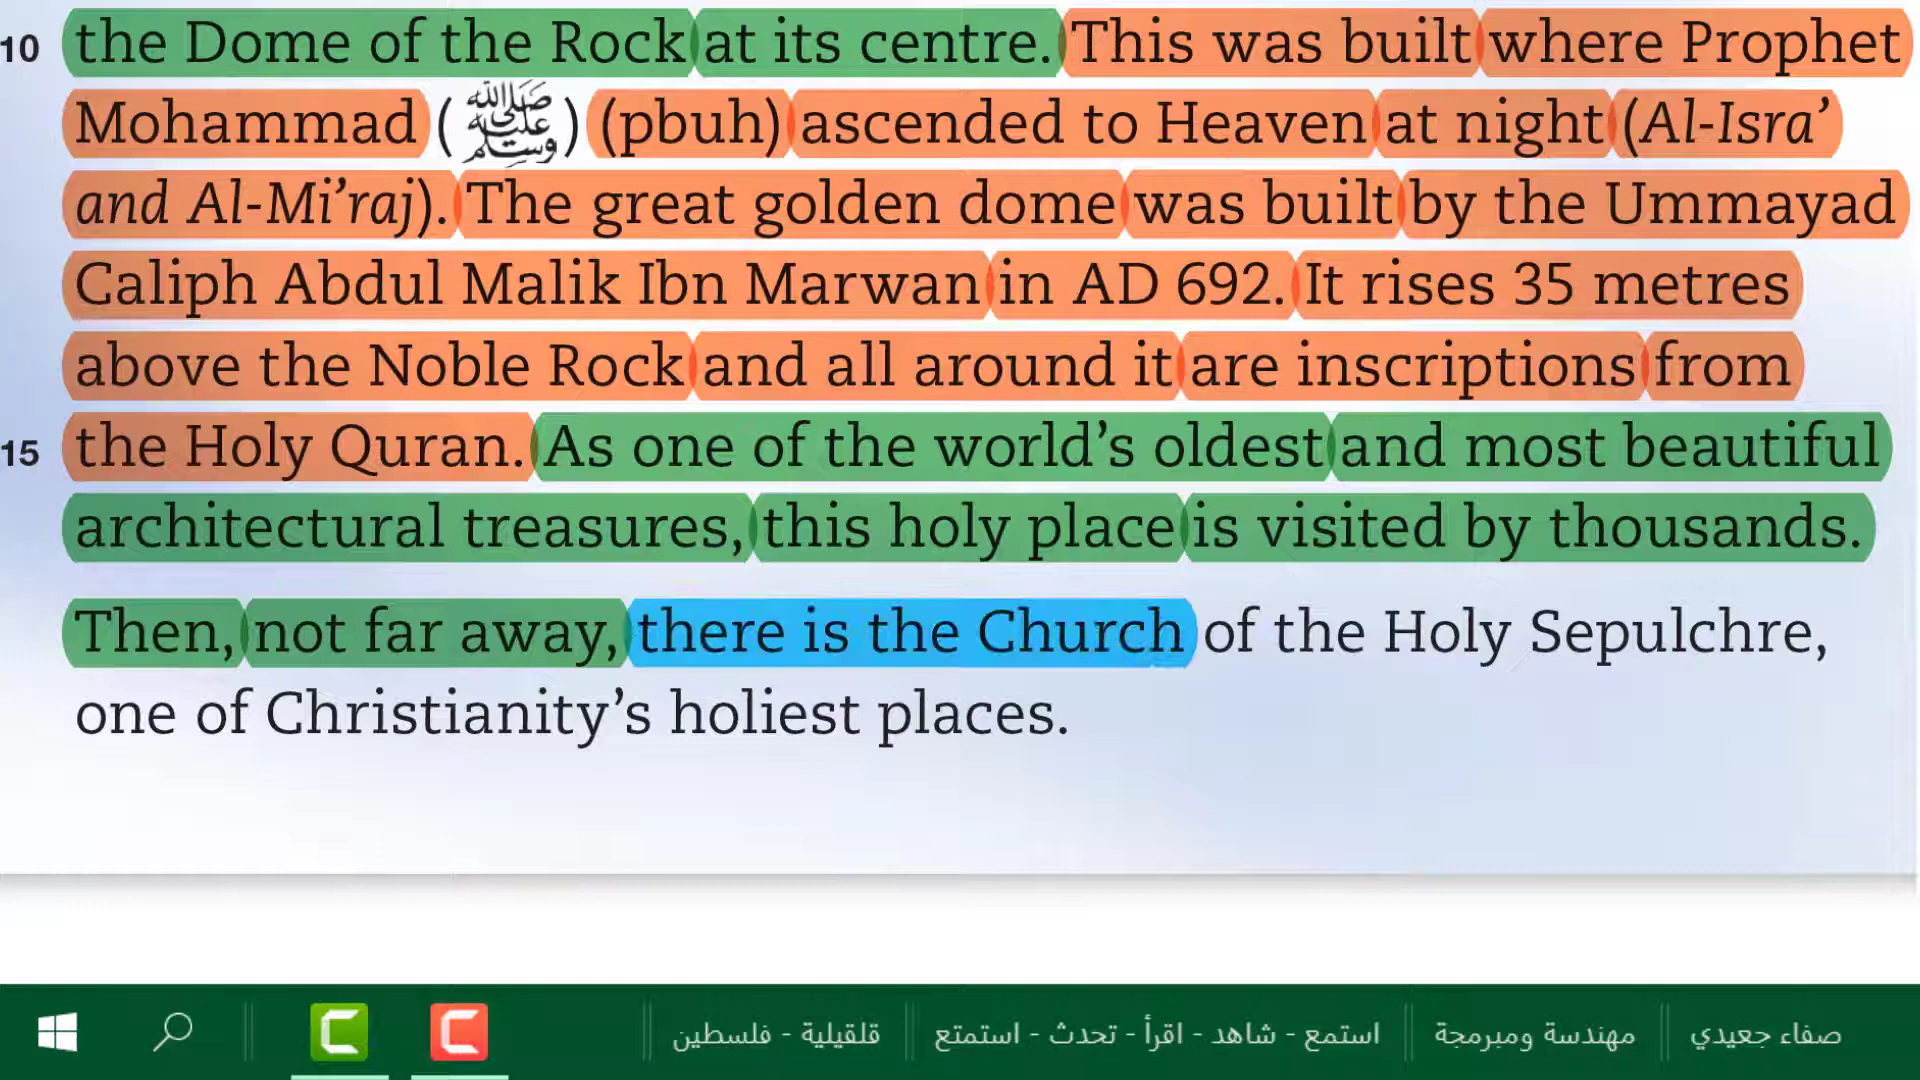 10 the Dome of the Rock at its centre. This was built where Prophet
Mohammad (صلى الله عليه وسلم) (pbuh) ascended to Heaven at night (Al-Isra’
and Al-Mi’raj). The great golden dome was built by the Ummayad
Caliph Abdul Malik Ibn Marwan in AD 692. It rises 35 metres
above the Noble Rock and all around it are inscriptions from
15 the Holy Quran. As one of the world’s oldest and most beautiful
architectural treasures, this holy place is visited by thousands.
Then, not far away, there is the Church of the Holy Sepulchre,
one of Christianity’s holiest places.
صفاء جعيدي
مهندسة ومبرمجة
استمع - شاهد - اقرأ - تحدث - استمتع
قلقيلية - فلسطين